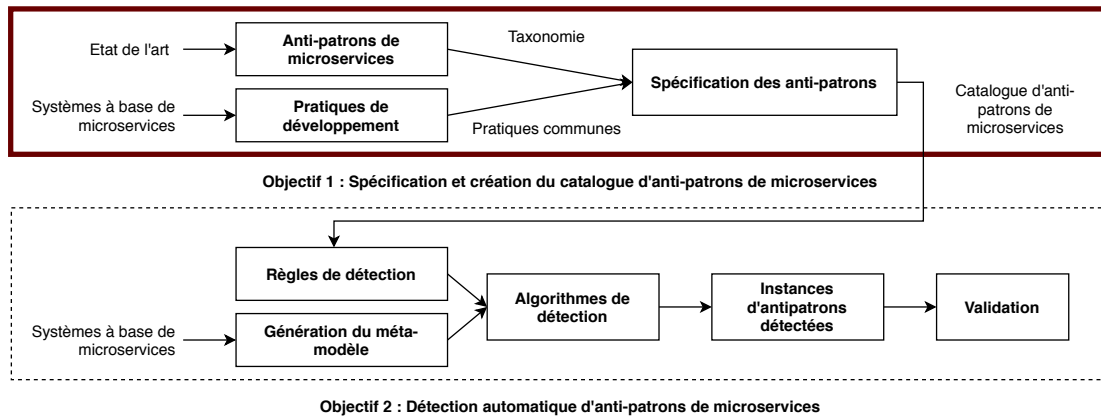 Etat de l'art
Anti-patrons de
microservices
Taxonomie
Spécification des anti-patrons
Systèmes à base de
microservices
Pratiques de
développement
Pratiques communes
Catalogue d'anti-
patrons de
microservices
Objectif 1 : Spécification et création du catalogue d'anti-patrons de microservices
Règles de détection
Systèmes à base de
microservices
Génération du méta-
modèle
Algorithmes de
détection
Instances
d'antipatrons
détectées
Validation
Objectif 2 : Détection automatique d'anti-patrons de microservices